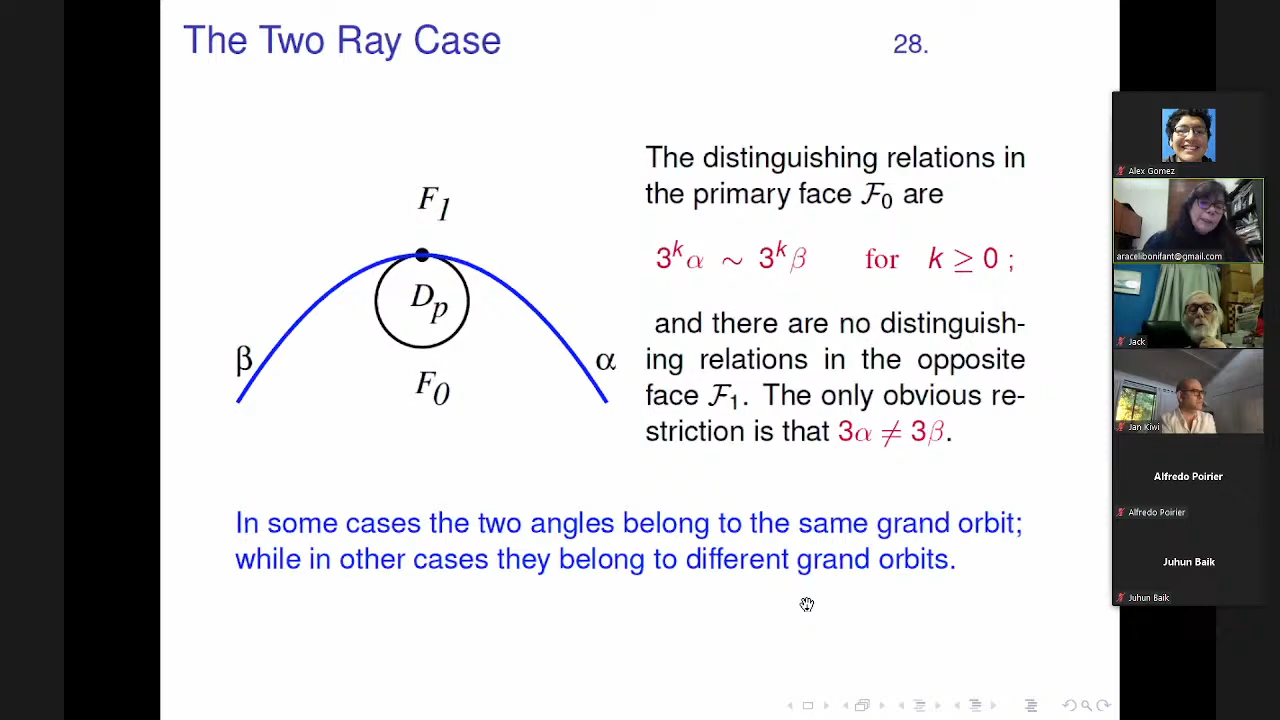 The Two Ray Case 28.
F1
Dp
β α
F0
The distinguishing relations in
the primary face ℱ0 are
3^k α ∼ 3^k β for k ≥ 0 ;
and there are no distinguish-
ing relations in the opposite
face ℱ1. The only obvious re-
striction is that 3α ≠ 3β.
In some cases the two angles belong to the same grand orbit;
while in other cases they belong to different grand orbits.
Alex Gomez
aracelibonifant@gmail.com
Jack
Jan Kiwi
Alfredo Poirier
Alfredo Poirier
Juhun Baik
Juhun Baik